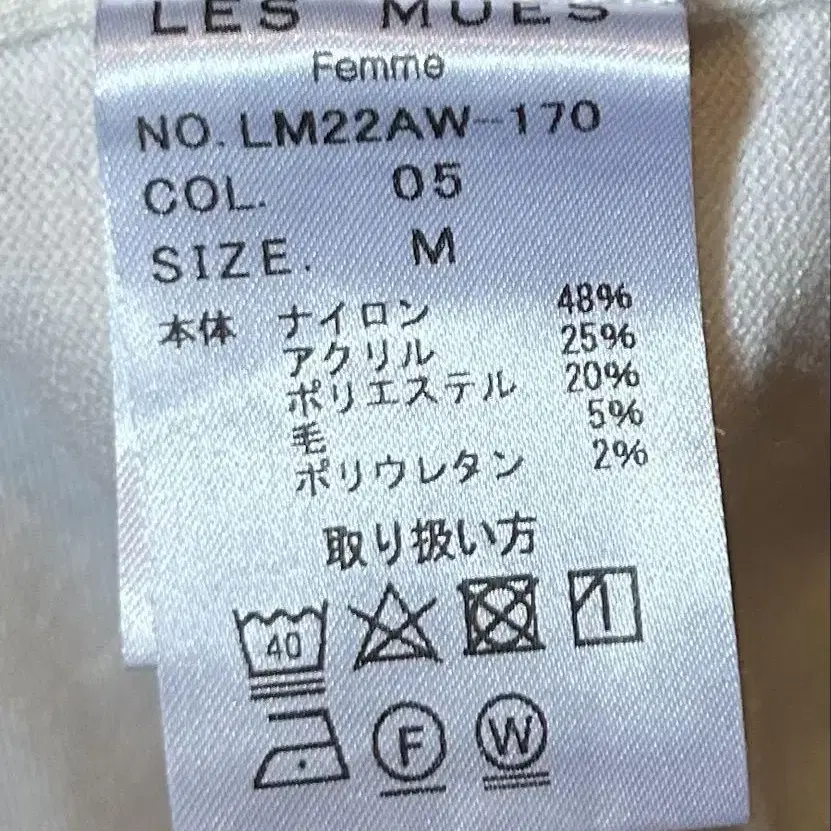 LES MUES
Femme
NO. LM22AW-170
COL. 05
SIZE. M
本体 ナイロン 48%
アクリル 25%
ポリエステル 20%
毛 5%
ポリウレタン 2%
取り扱い方
40
F W